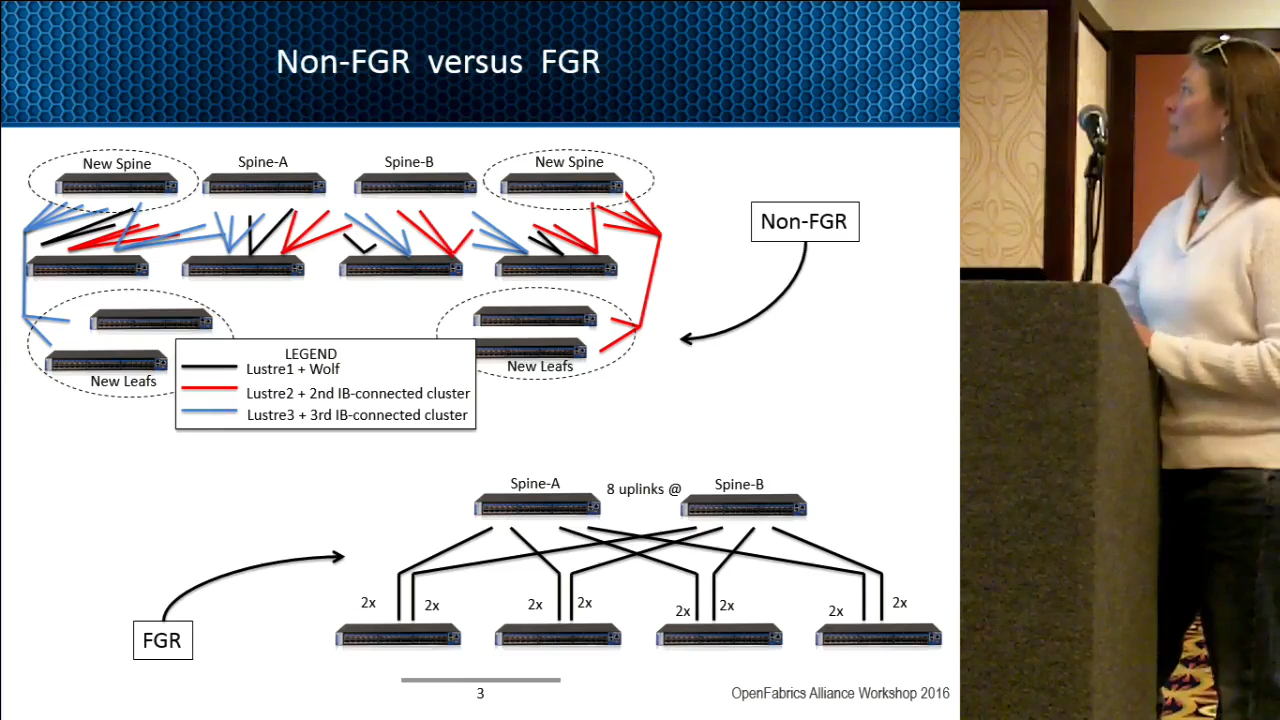 Non-FGR versus FGR
New Spine
Spine-A
Spine-B
New Spine
Non-FGR
New Leafs
New Leafs
LEGEND
Lustre1 + Wolf
Lustre2 + 2nd IB-connected cluster
Lustre3 + 3rd IB-connected cluster
Spine-A
8 uplinks @
Spine-B
2x
2x
2x
2x
2x
2x
2x
2x
FGR
3
OpenFabrics Alliance Workshop 2016